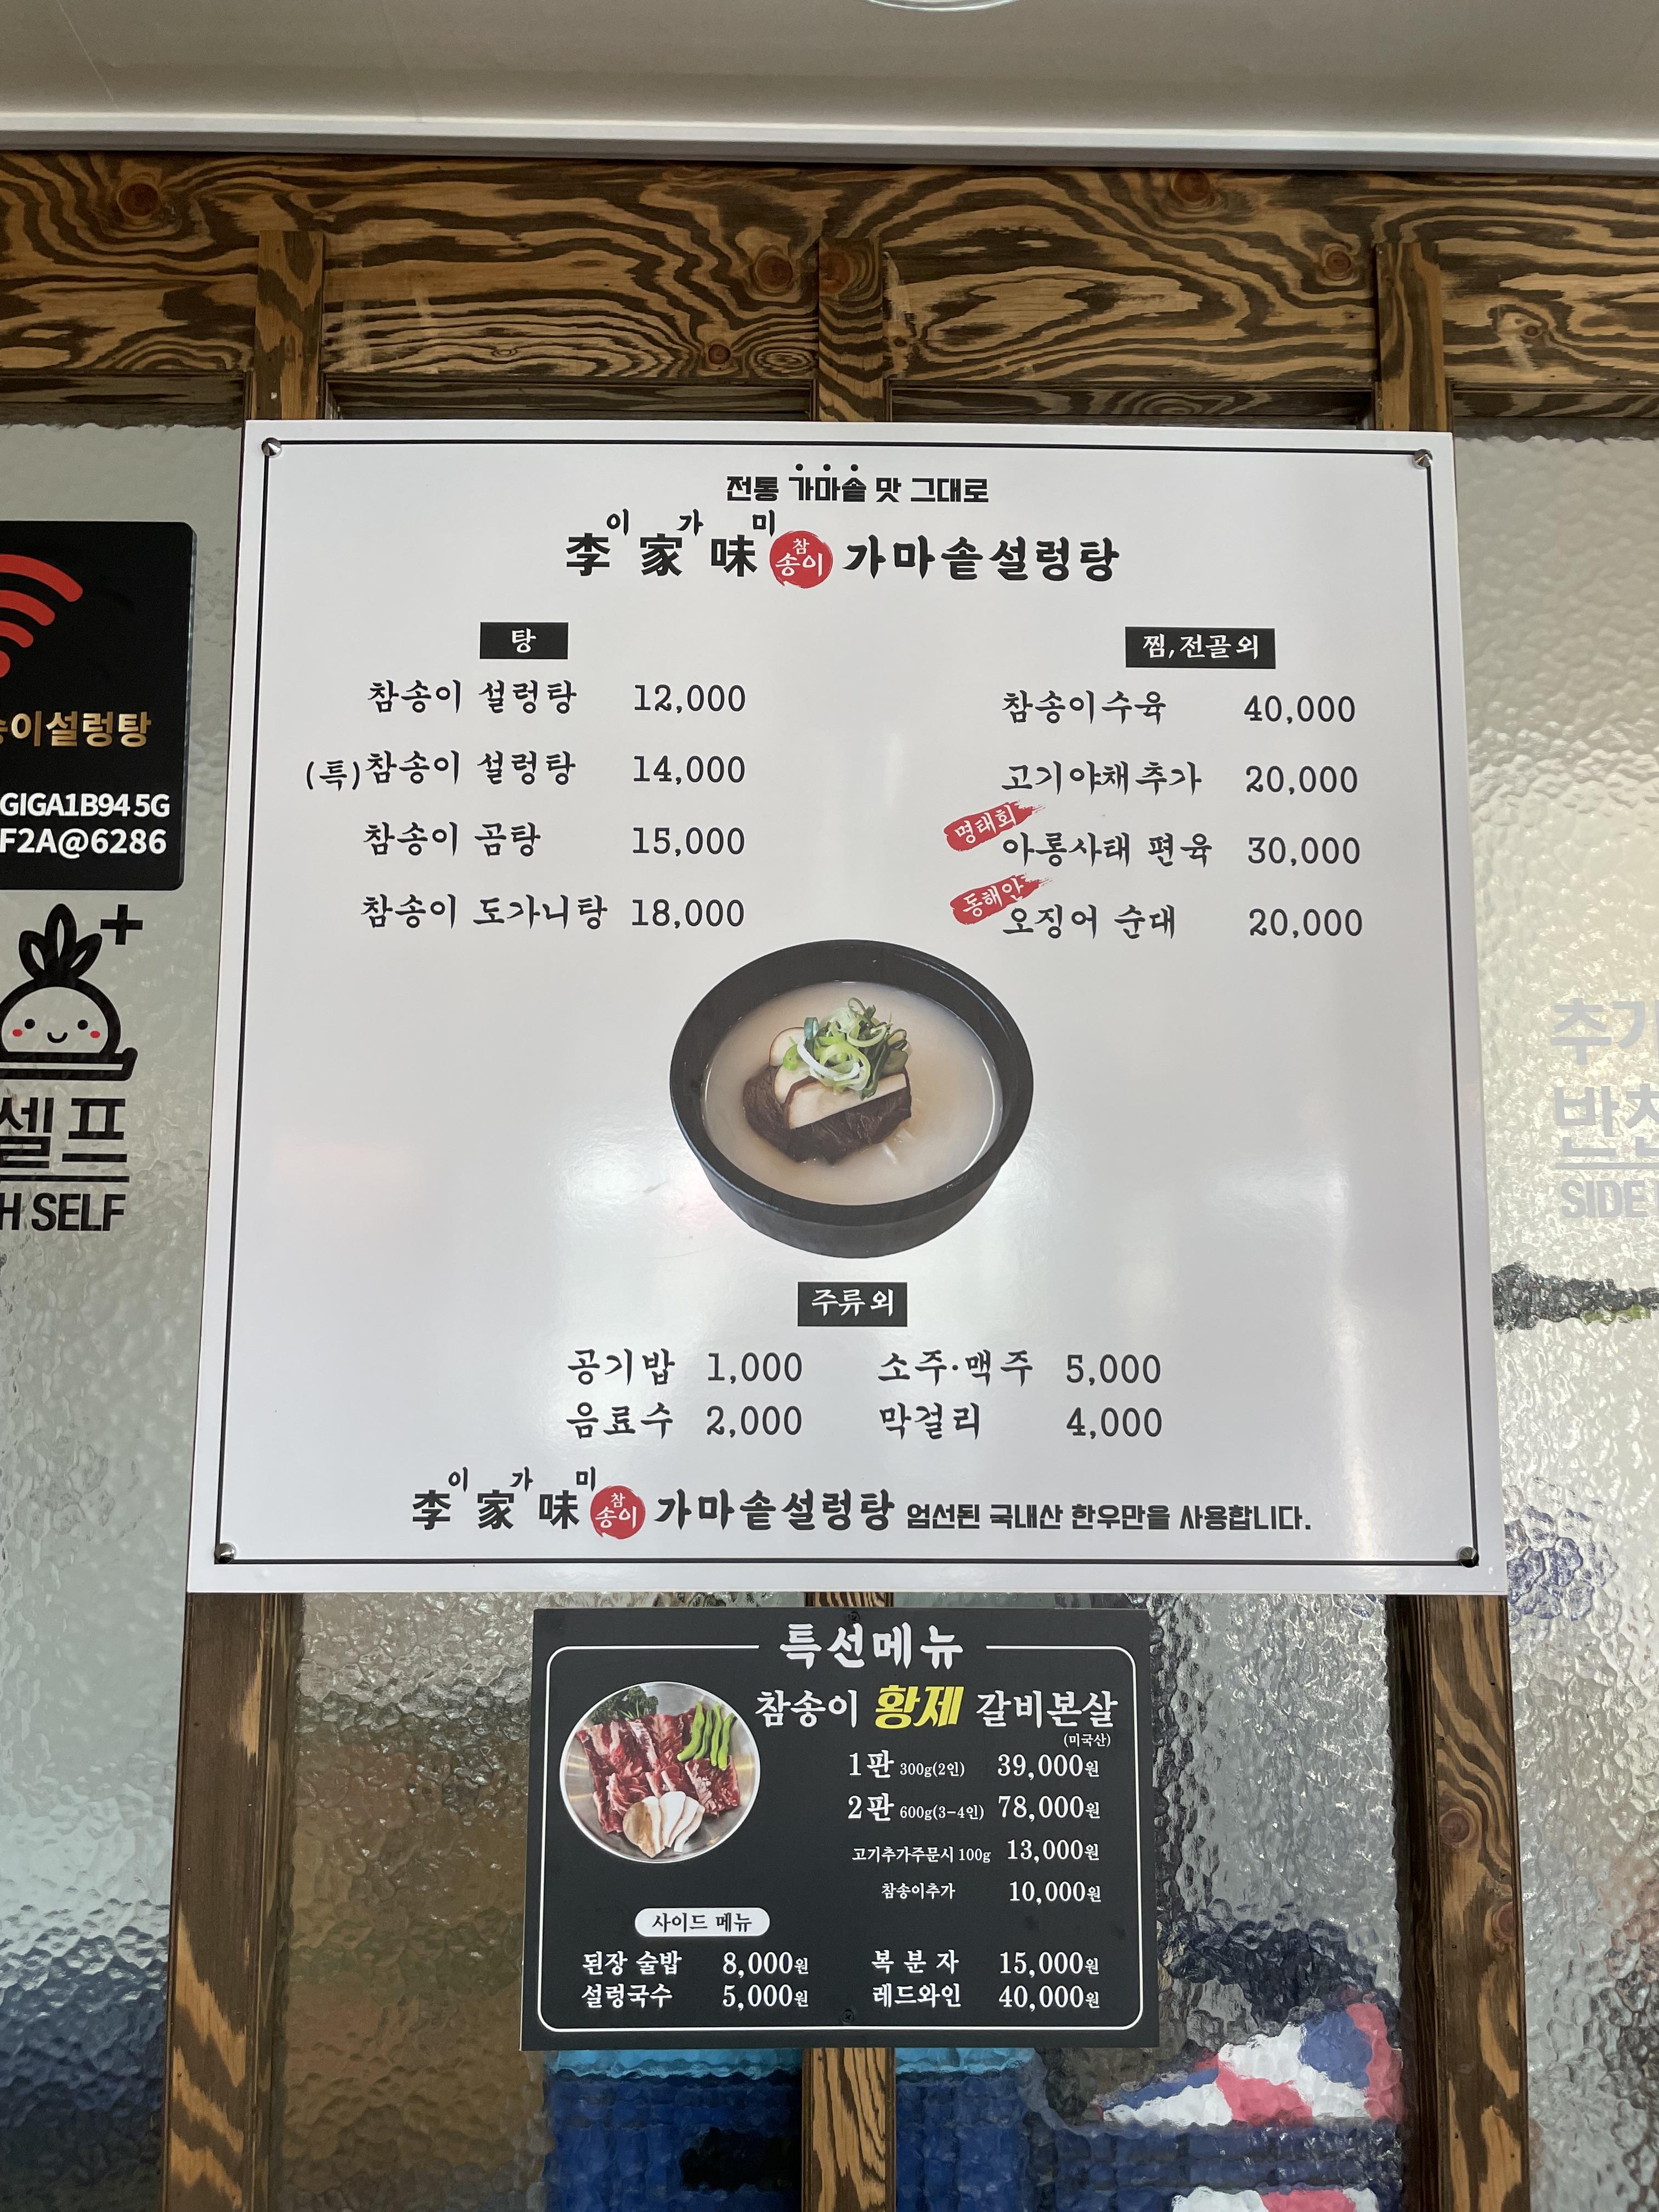 전통 가마솥 맛 그대로
이 가 미
李 家 味 참송이 가마솥설렁탕
탕
참송이 설렁탕 12,000
(특)참송이 설렁탕 14,000
참송이 곰탕 15,000
참송이 도가니탕 18,000
찜,전골외
참송이수육 40,000
고기야채추가 20,000
명태회
아롱사태 편육 30,000
동해안
오징어 순대 20,000
주류외
공기밥 1,000 소주·맥주 5,000
음료수 2,000 막걸리 4,000
이 가 미
李 家 味 참송이 가마솥설렁탕 엄선된 국내산 한우만을 사용합니다.
특선메뉴
참송이 황제 갈비본살
(미국산)
1판 300g(2인) 39,000원
2판 600g(3-4인) 78,000원
고기추가주문시 100g 13,000원
참송이추가 10,000원
사이드 메뉴
된장 술밥 8,000원 복분자 15,000원
설렁국수 5,000원 레드와인 40,000원
이설렁탕
GIGA1B94 5G
F2A@6286
셀프
H SELF
추가
SIDE